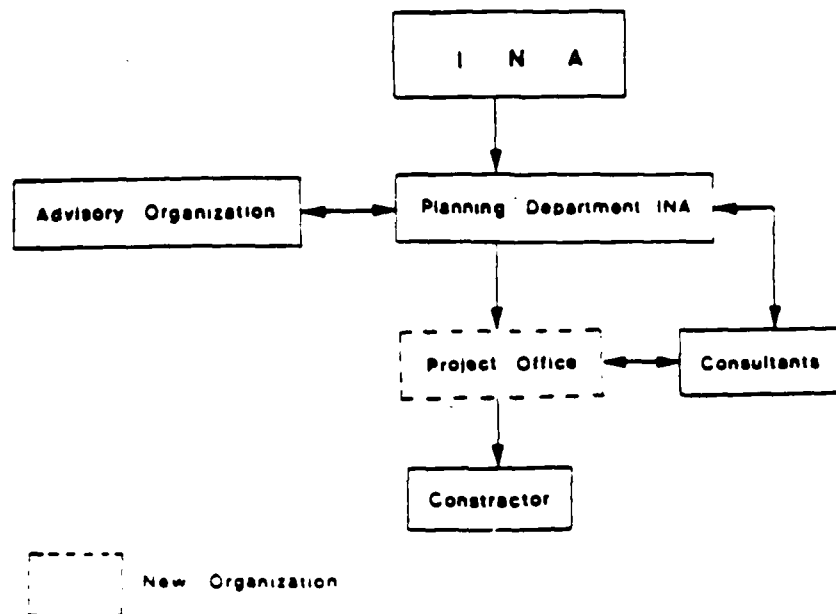 I N A
Advisory Organization
Planning Department INA
Project Office
Consultants
Constractor
New Organization